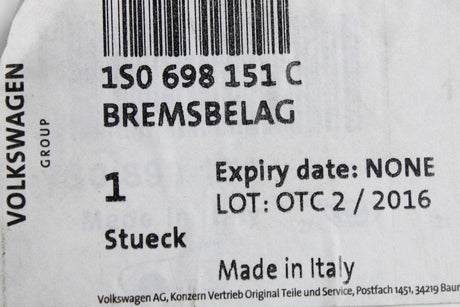 VOLKSWAGEN
GROUP
1S0 698 151 C
BREMSBELAG
1
Stueck
Expiry date: NONE
LOT: OTC 2 / 2016
Made in Italy
Volkswagen AG, Konzern Vertrieb Original Teile und Service, Postfach 1451, 34219 Baun